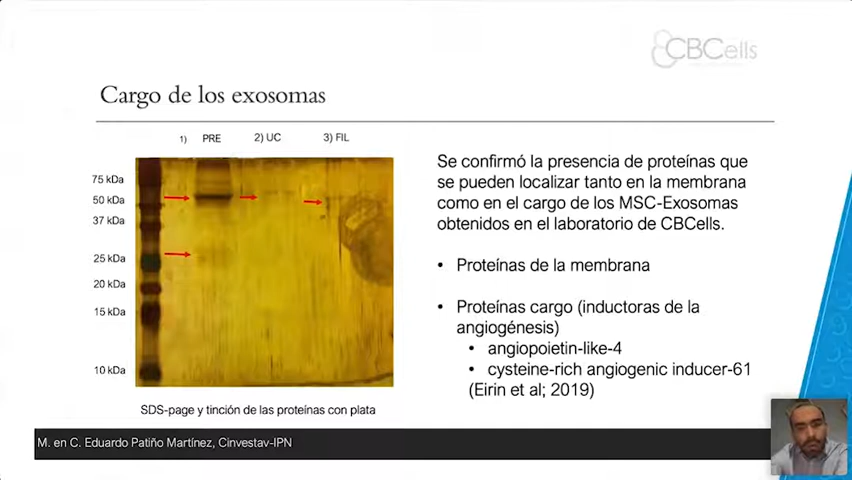 CBCells
Cargo de los exosomas
1) PRE 2) UC 3) FIL
75 kDa
50 kDa
37 kDa
25 kDa
20 kDa
15 kDa
10 kDa
SDS-page y tinción de las proteínas con plata
Se confirmó la presencia de proteínas que
se pueden localizar tanto en la membrana
como en el cargo de los MSC-Exosomas
obtenidos en el laboratorio de CBCells.
• Proteínas de la membrana
• Proteínas cargo (inductoras de la
angiogénesis)
• angiopoietin-like-4
• cysteine-rich angiogenic inducer-61
(Eirin et al; 2019)
M. en C. Eduardo Patiño Martínez, Cinvestav-IPN